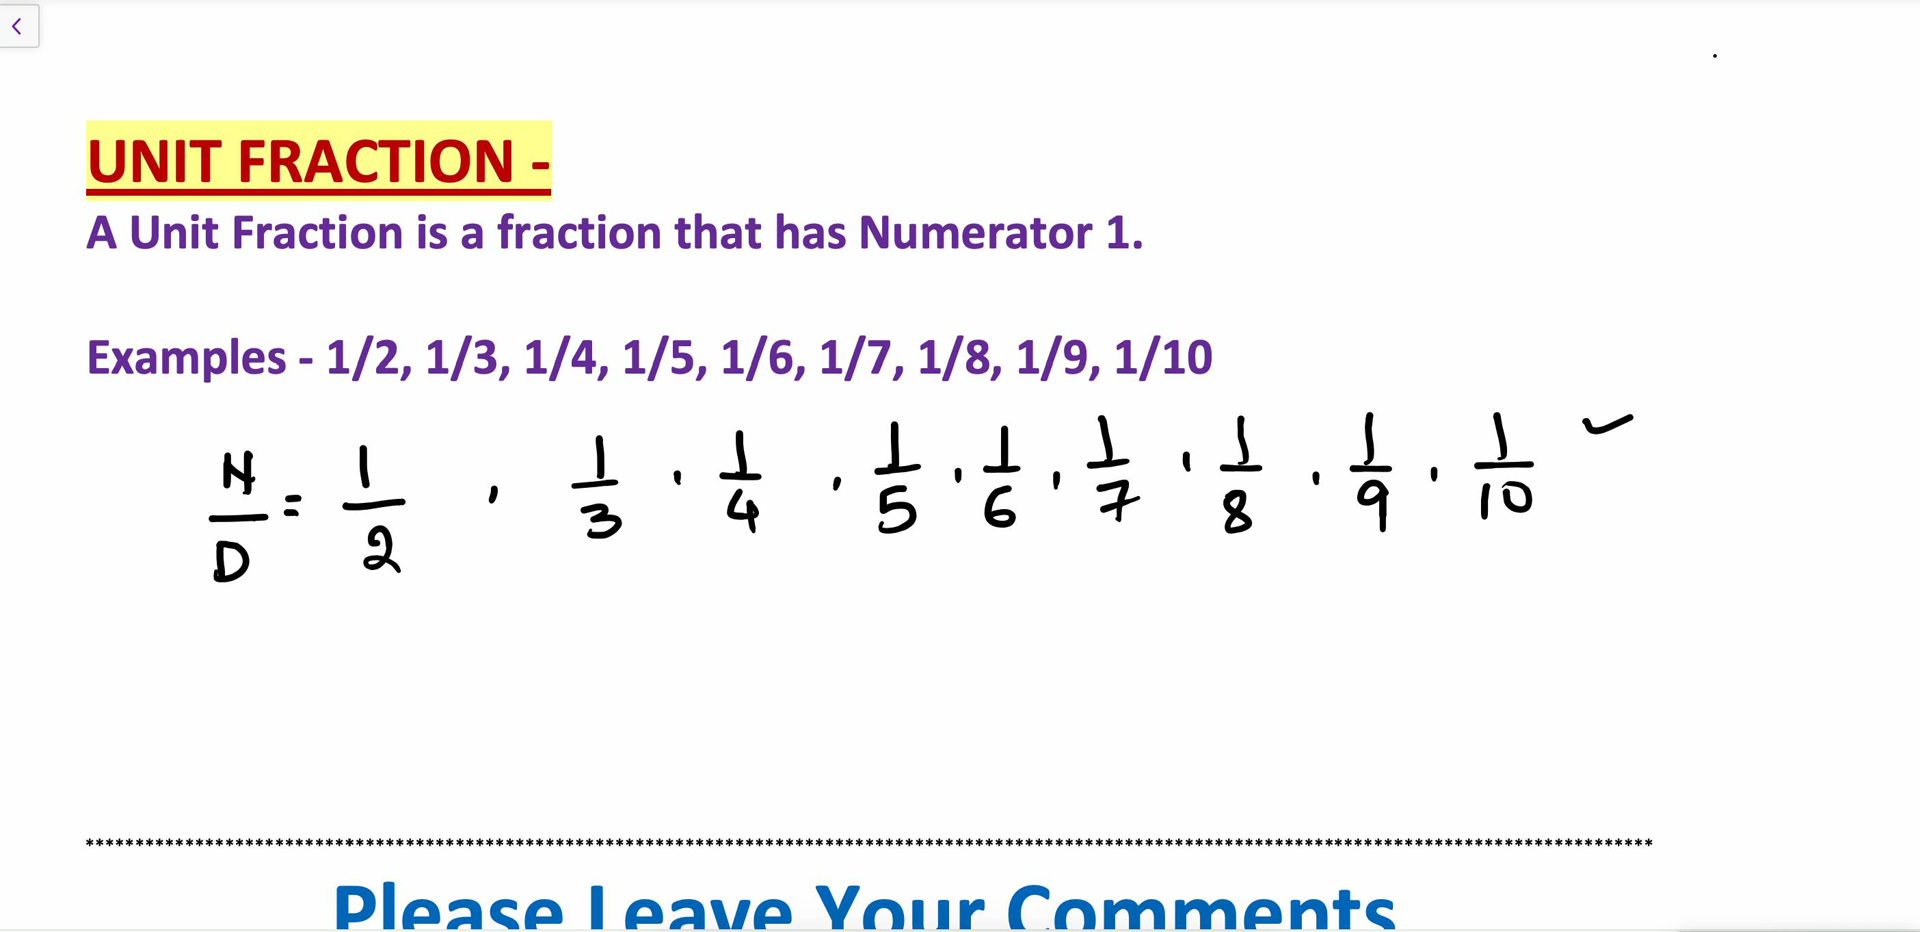 UNIT FRACTION -
A Unit Fraction is a fraction that has Numerator 1.
Examples - 1/2, 1/3, 1/4, 1/5, 1/6, 1/7, 1/8, 1/9, 1/10
N/D = 1/2 , 1/3 , 1/4 , 1/5 , 1/6 , 1/7 , 1/8 , 1/9 , 1/10 ✓
*****************************************************************************************************************************************************************
Please Leave Your Comments